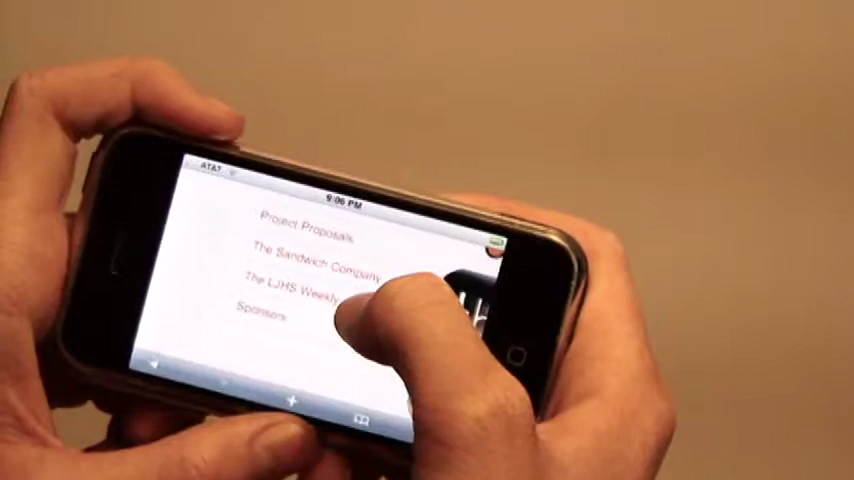 AT&T
9:06 PM
Project Proposals
The Sandwich Company
The LJHS Weekly
Sponsors